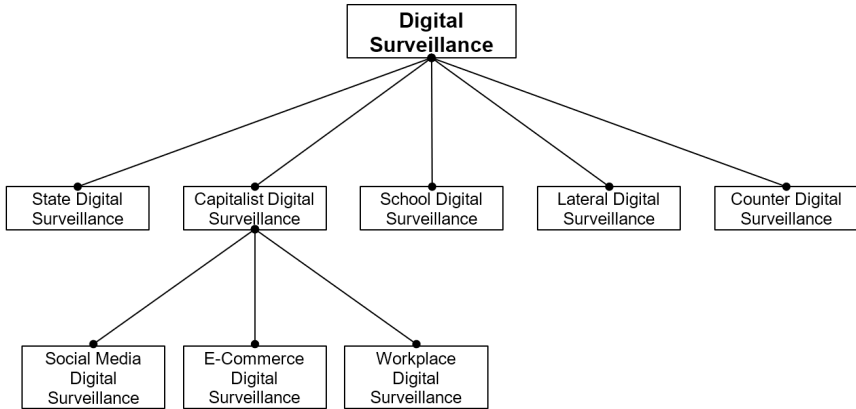 Digital
Surveillance
State Digital
Surveillance
Capitalist Digital
Surveillance
School Digital
Surveillance
Lateral Digital
Surveillance
Counter Digital
Surveillance
Social Media
Digital
Surveillance
E-Commerce
Digital
Surveillance
Workplace
Digital
Surveillance